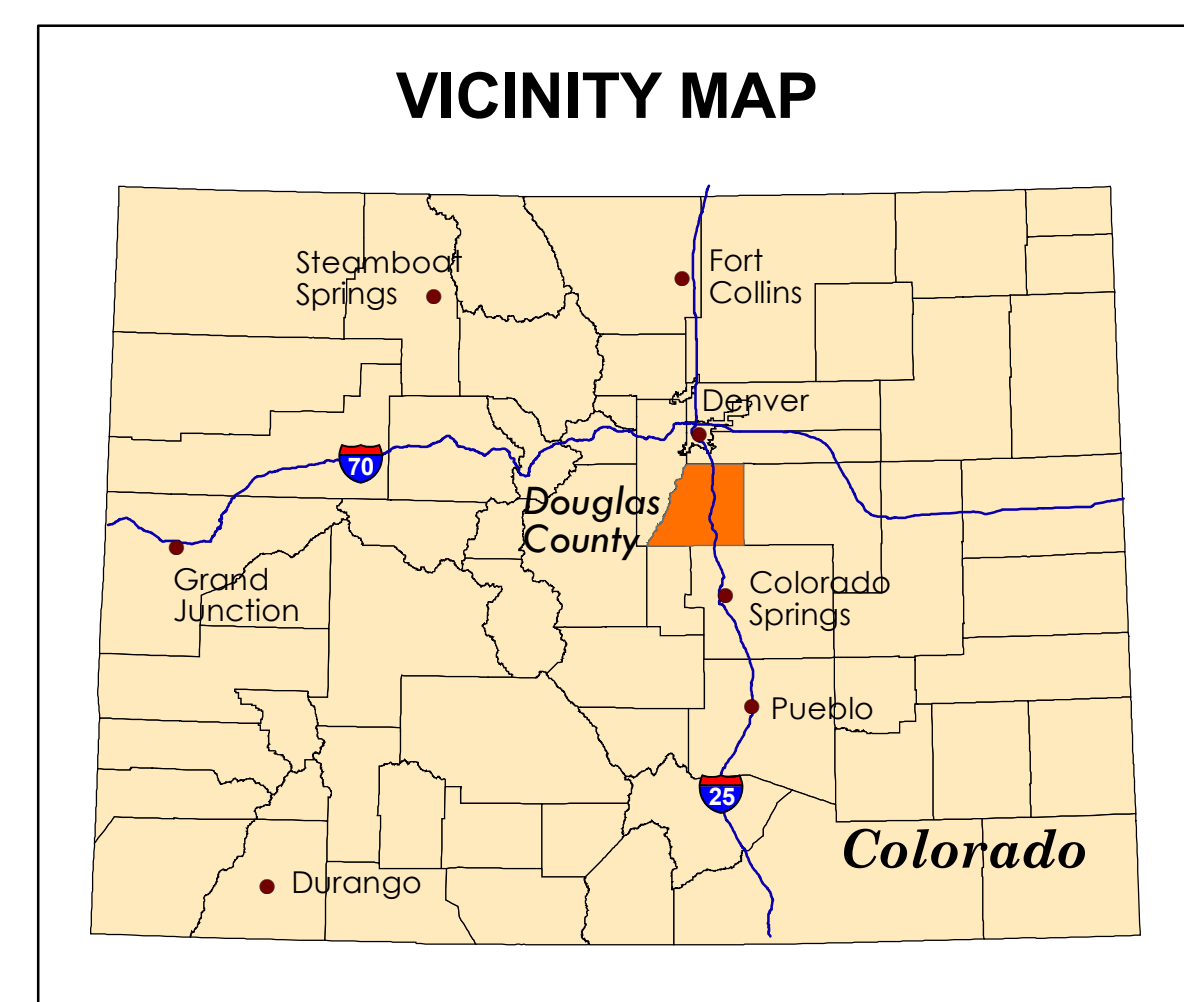 VICINITY MAP
Steamboat
Springs
Fort
Collins
Denver
70
Douglas
County
Grand
Junction
Colorado
Springs
Pueblo
25
Colorado
Durango